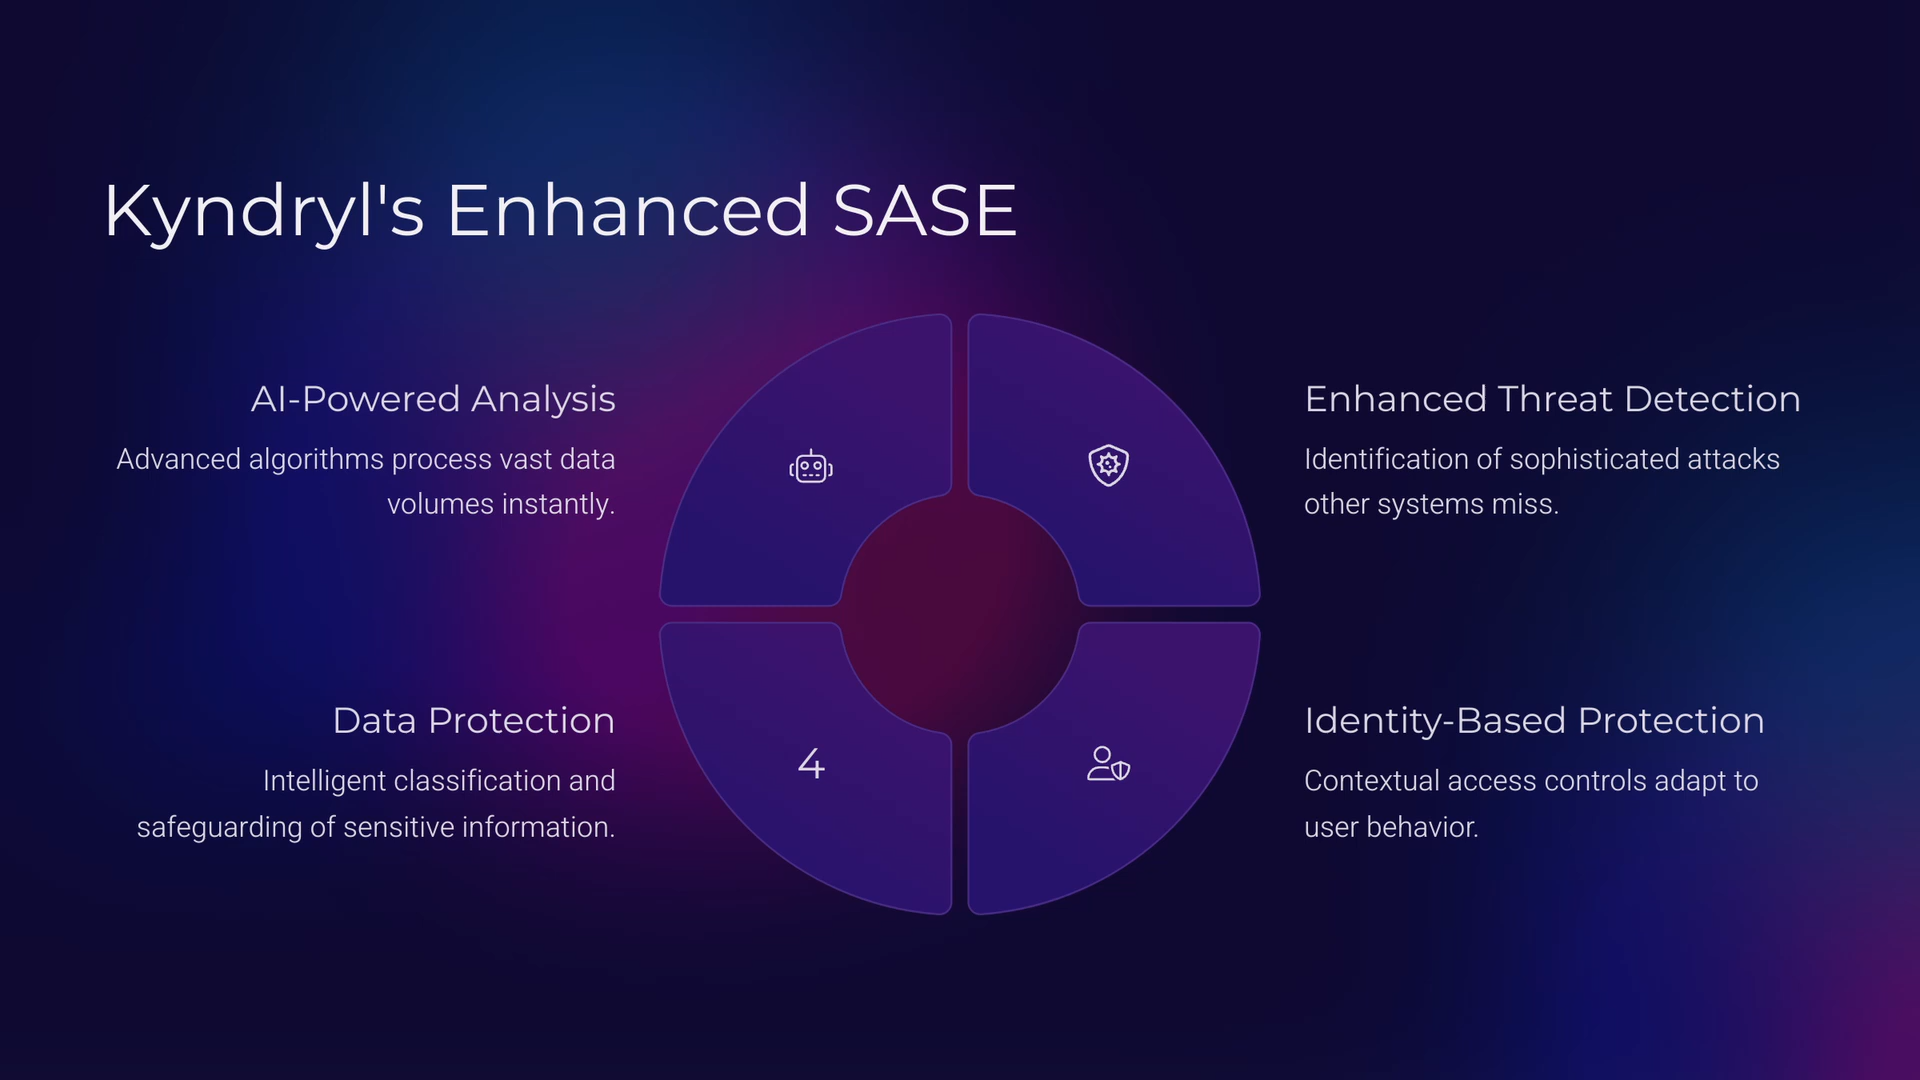 Kyndryl's Enhanced SASE
AI-Powered Analysis
Advanced algorithms process vast data
volumes instantly.
Enhanced Threat Detection
Identification of sophisticated attacks
other systems miss.
Data Protection
Intelligent classification and
safeguarding of sensitive information.
4
Identity-Based Protection
Contextual access controls adapt to
user behavior.